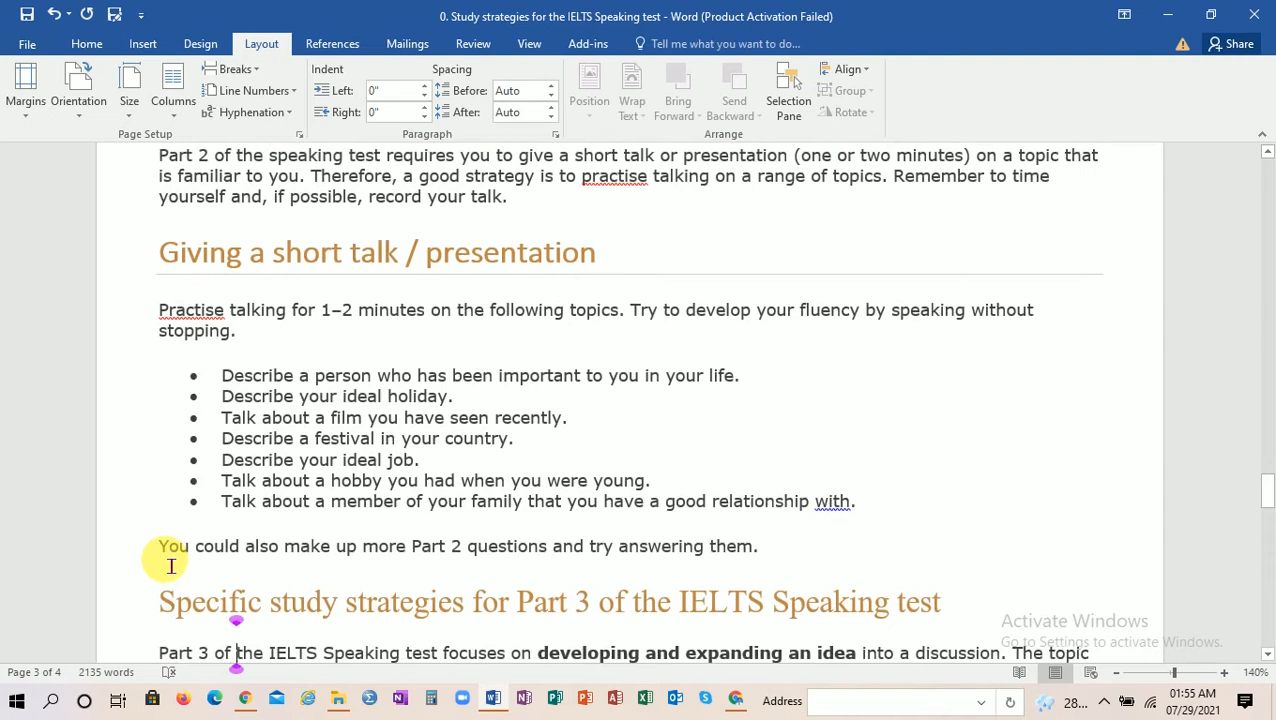 0. Study strategies for the IELTS Speaking test - Word (Product Activation Failed)
File Home Insert Design Layout References Mailings Review View Add-ins Tell me what you want to do... Share
Margins Orientation Size Columns Breaks Line Numbers Hyphenation Indent Left: 0" Right: 0" Spacing Before: Auto After: Auto Position Wrap Text Bring Forward Send Backward Selection Pane Align Group Rotate
Page Setup Paragraph Arrange
Part 2 of the speaking test requires you to give a short talk or presentation (one or two minutes) on a topic that
is familiar to you. Therefore, a good strategy is to practise talking on a range of topics. Remember to time
yourself and, if possible, record your talk.
Giving a short talk / presentation
Practise talking for 1–2 minutes on the following topics. Try to develop your fluency by speaking without
stopping.
• Describe a person who has been important to you in your life.
• Describe your ideal holiday.
• Talk about a film you have seen recently.
• Describe a festival in your country.
• Describe your ideal job.
• Talk about a hobby you had when you were young.
• Talk about a member of your family that you have a good relationship with.
You could also make up more Part 2 questions and try answering them.
Specific study strategies for Part 3 of the IELTS Speaking test
Activate Windows
Go to Settings to activate Windows.
Part 3 of the IELTS Speaking test focuses on developing and expanding an idea into a discussion. The topic
Page 3 of 4 2135 words 140%
Address 28... 01:55 AM
07/29/2021